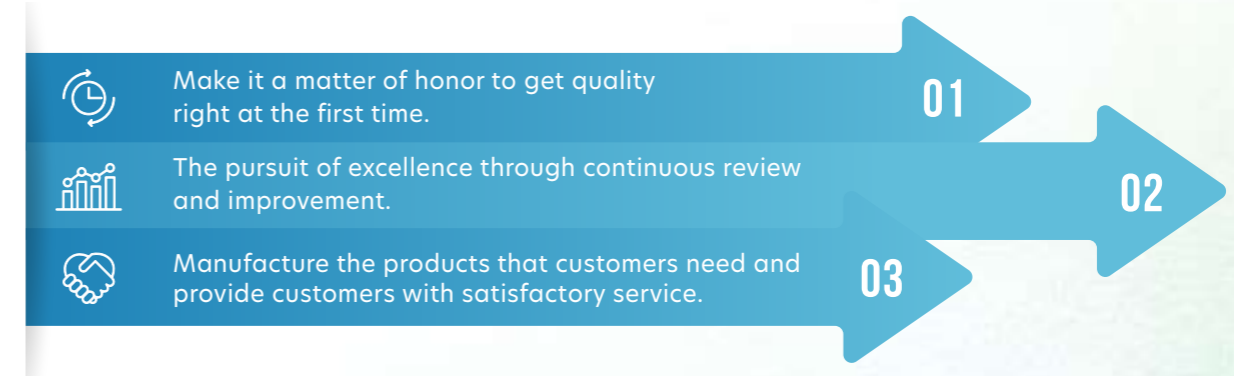 Make it a matter of honor to get quality
right at the first time.
01
The pursuit of excellence through continuous review
and improvement.
02
Manufacture the products that customers need and
provide customers with satisfactory service.
03